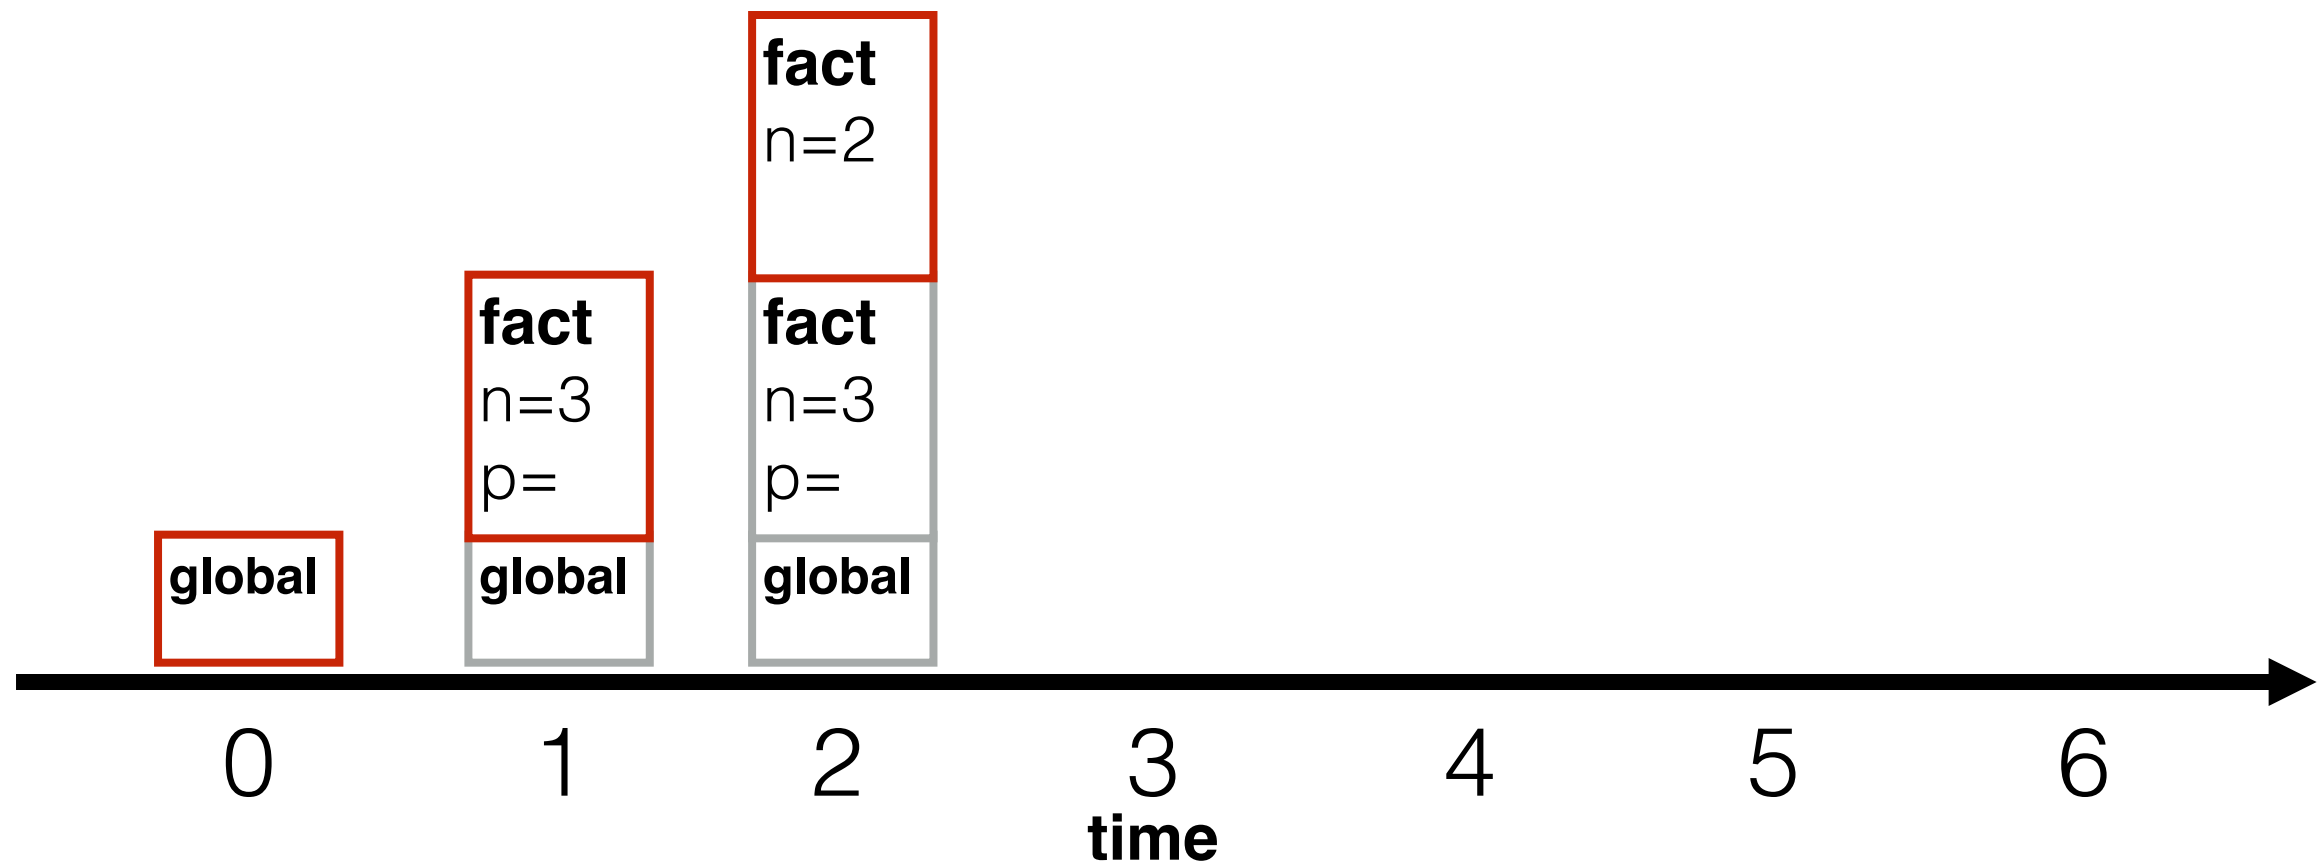 global
fact
n=3
p=
global
fact
n=2
fact
n=3
p=
global
0 1 2 3 4 5 6
time